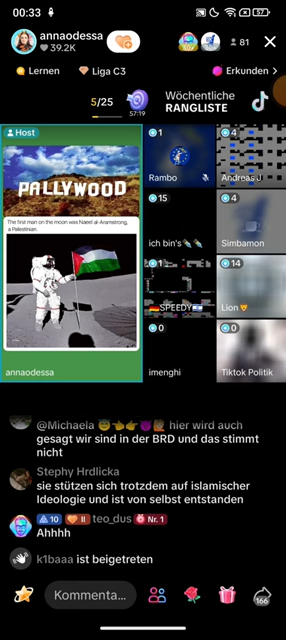 00:33
57
annaodessa
39.2K
81
Lernen
Liga C3
Erkunden >
5/25
57:19
Wöchentliche
RANGLISTE
Host
PALLYWOOD
The first man on the moon was Naeel al-Aramstrong,
a Palestinian.
annaodessa
1
Rambo
4
Andreas J
15
ich bin's
4
Simbamon
1
SPEEDY
14
Lion
0
imenghi
0
Tiktok Politik
@Michaela hier wird auch
gesagt wir sind in der BRD und das stimmt
nicht
Stephy Hrdlicka
sie stützen sich trotzdem auf islamischer
Ideologie und ist von selbst entstanden
10 II teo_dus Nr. 1
Ahhhh
k1baaa ist beigetreten
Kommenta...
166